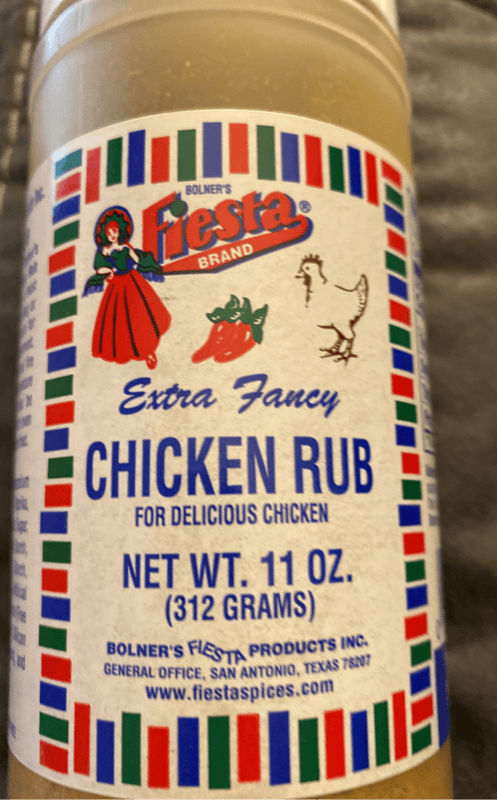 BOLNER'S
Fiesta®
BRAND
Extra Fancy
CHICKEN RUB
FOR DELICIOUS CHICKEN
NET WT. 11 OZ.
(312 GRAMS)
BOLNER'S FIESTA PRODUCTS INC.
GENERAL OFFICE, SAN ANTONIO, TEXAS 78207
www.fiestaspices.com